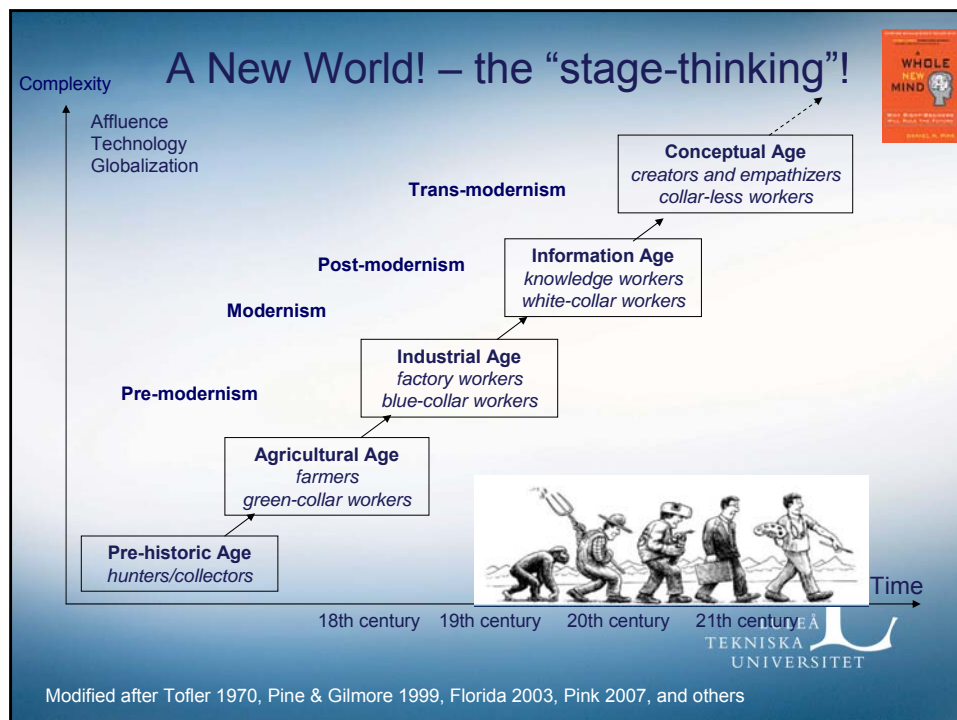 A New World! – the “stage-thinking”!
Complexity
A
WHOLE
NEW
MIND
DANIEL H. PINK
Affluence
Technology
Globalization
Conceptual Age
creators and empathizers
collar-less workers
Trans-modernism
Information Age
knowledge workers
white-collar workers
Post-modernism
Modernism
Industrial Age
factory workers
blue-collar workers
Pre-modernism
Agricultural Age
farmers
green-collar workers
Pre-historic Age
hunters/collectors
Time
18th century 19th century 20th century 21th century
TEKNISKA
UNIVERSITET
Modified after Tofler 1970, Pine & Gilmore 1999, Florida 2003, Pink 2007, and others